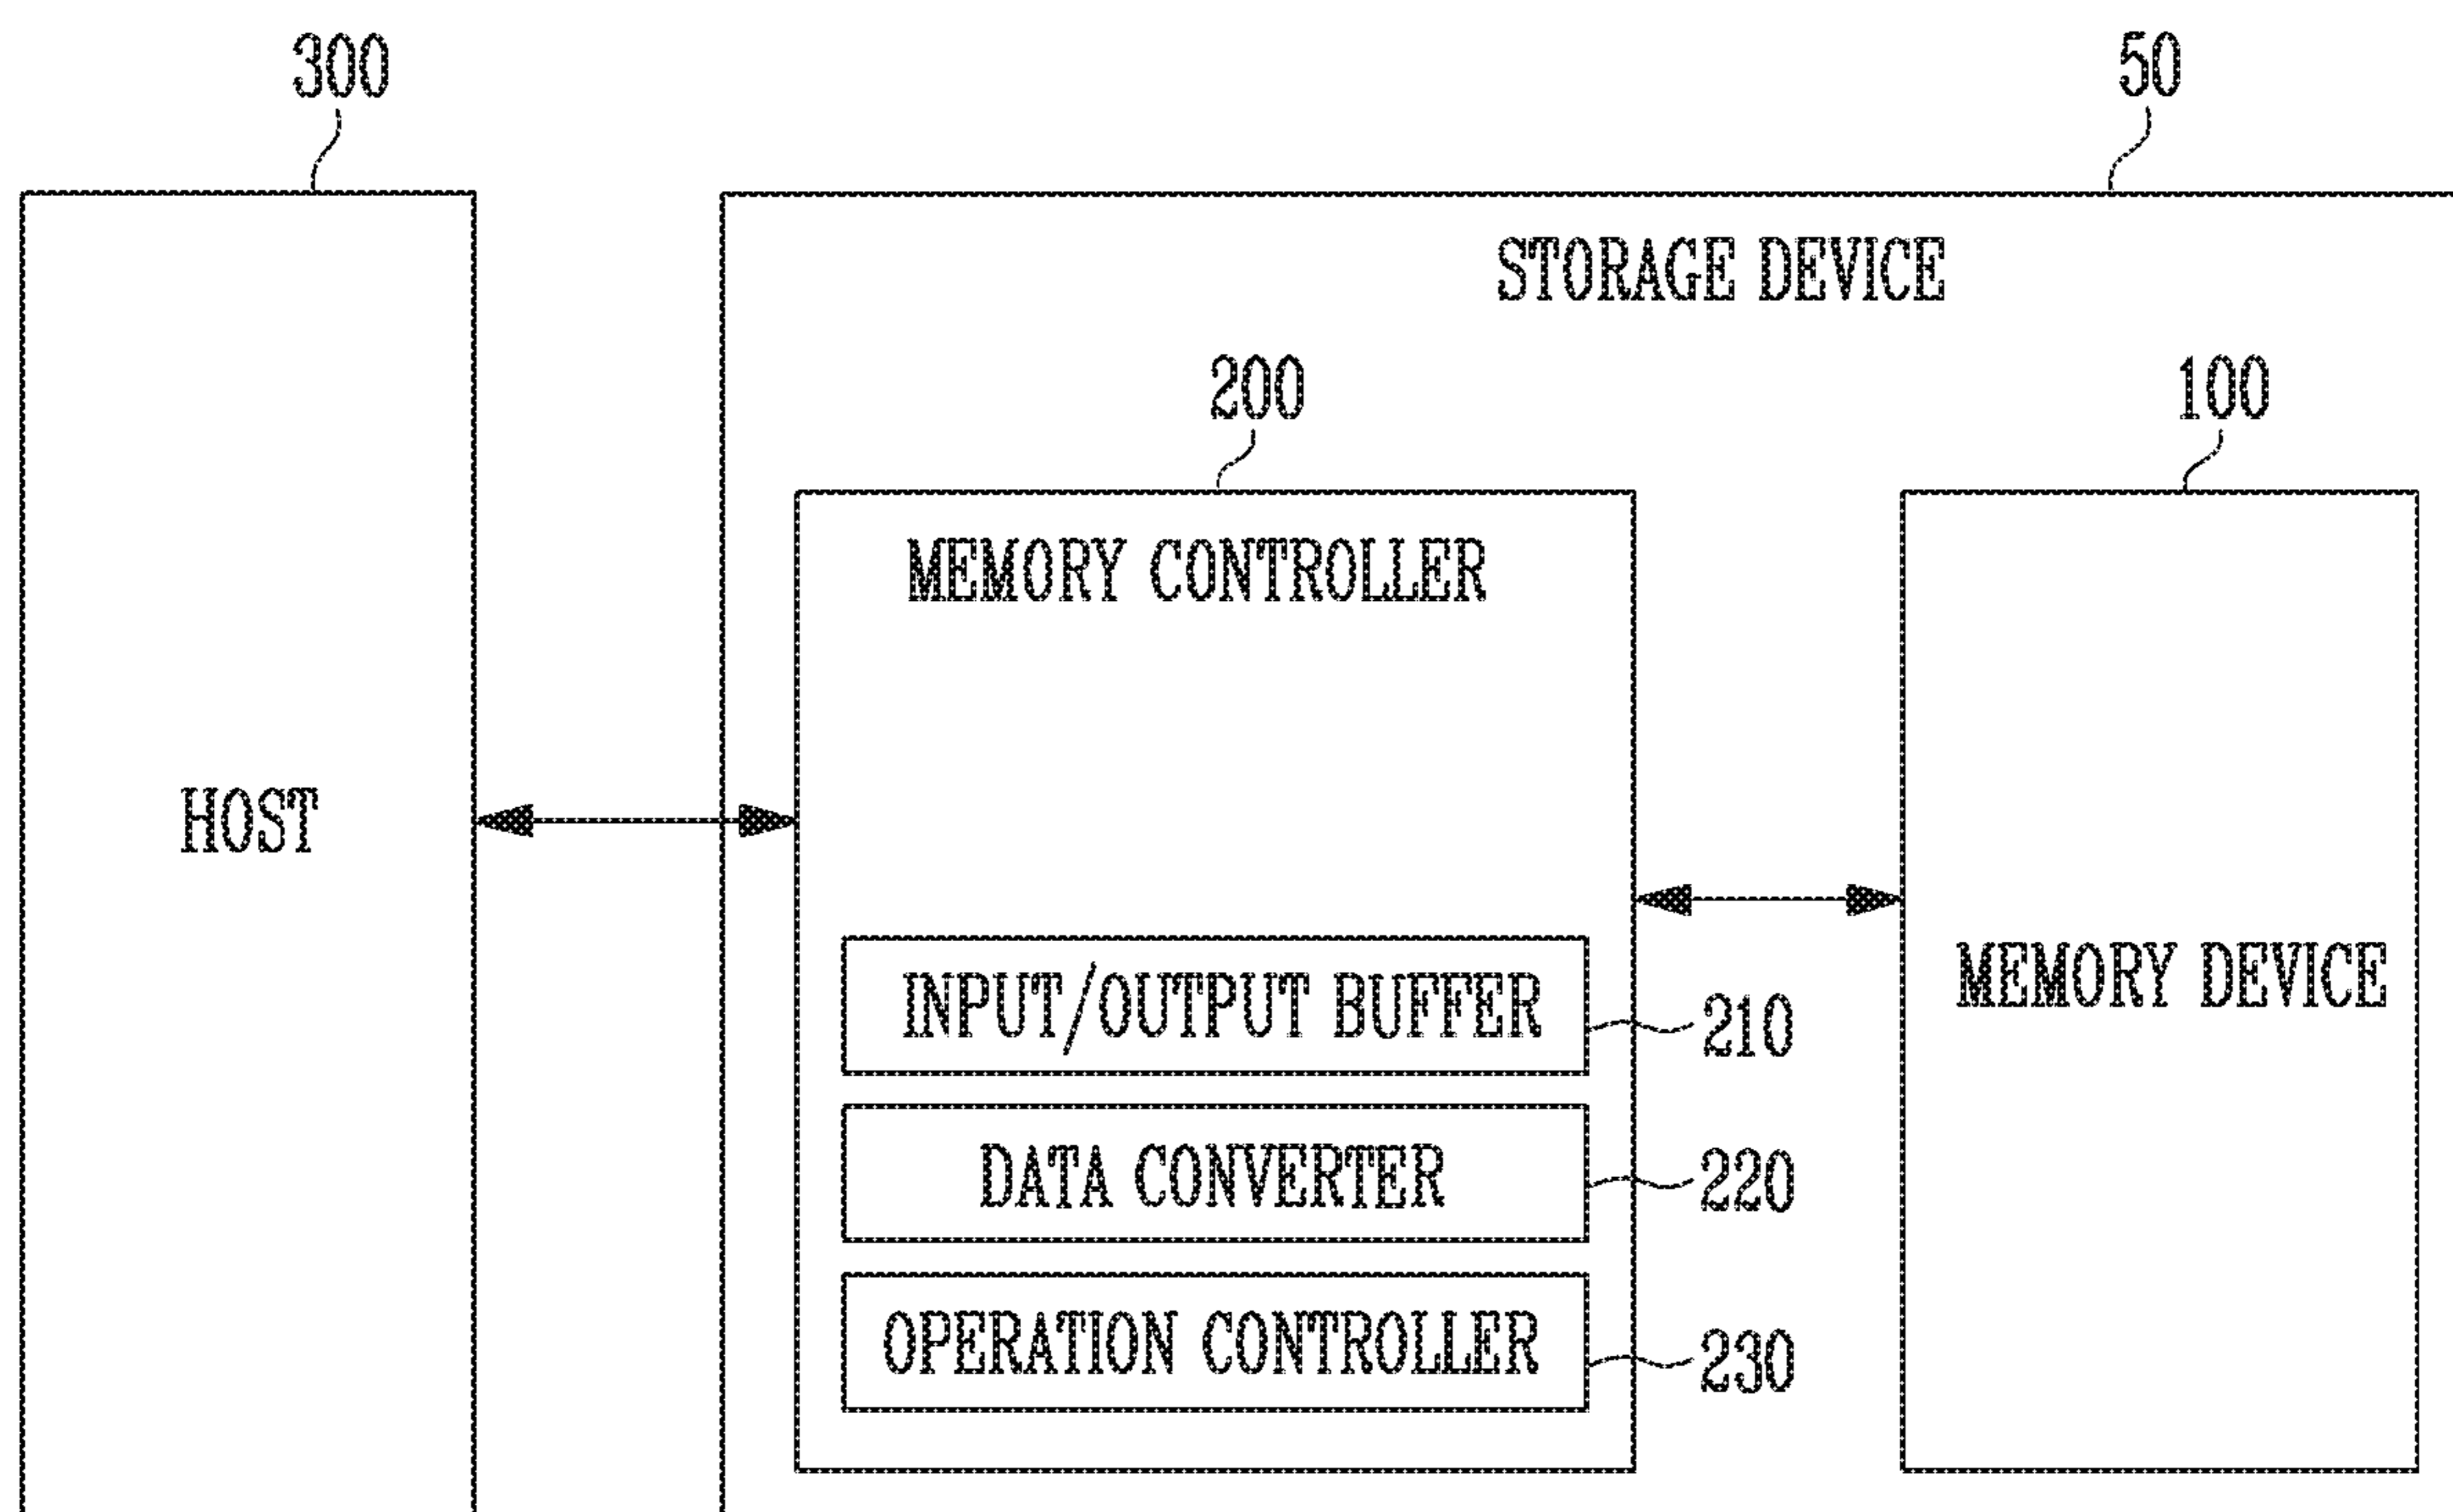 300
50
STORAGE DEVICE
200
100
MEMORY CONTROLLER
HOST
MEMORY DEVICE
INPUT/OUTPUT BUFFER
210
DATA CONVERTER
220
OPERATION CONTROLLER
230